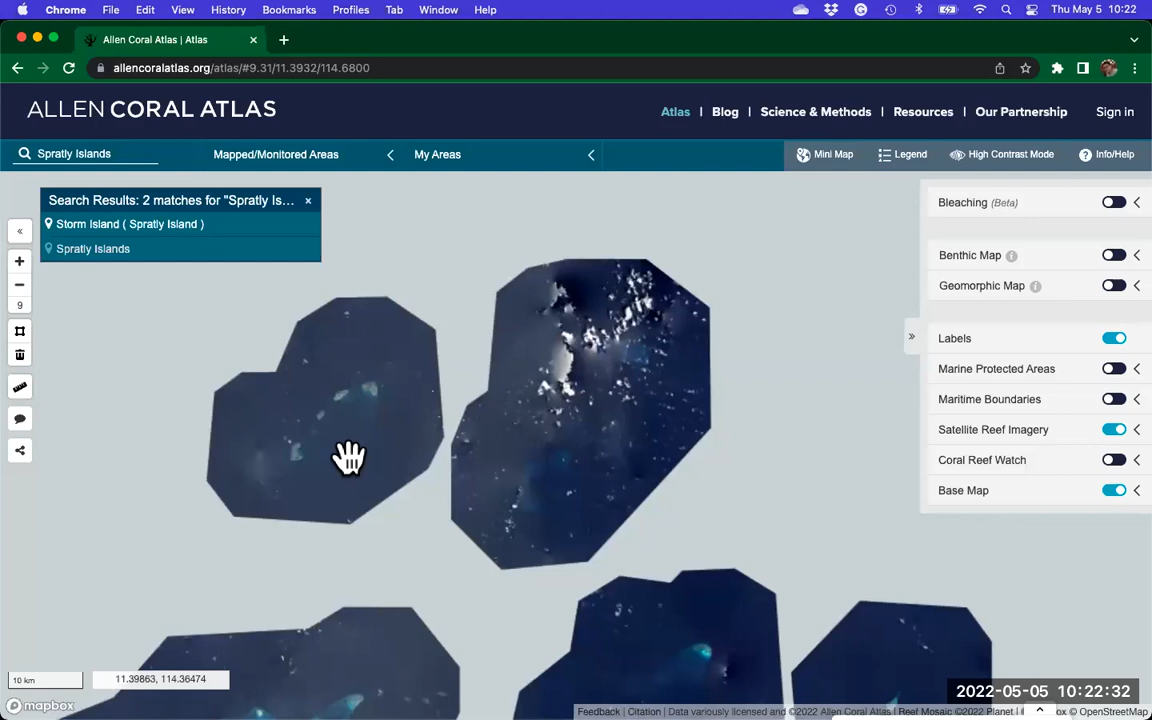 Chrome File Edit View History Bookmarks Profiles Tab Window Help Thu May 5 10:22
Allen Coral Atlas | Atlas
allencoralatlas.org/atlas/#9.31/11.3932/114.6800
ALLEN CORAL ATLAS
Atlas | Blog | Science & Methods | Resources | Our Partnership Sign in
Spratly Islands Mapped/Monitored Areas My Areas Mini Map Legend High Contrast Mode Info/Help
Search Results: 2 matches for "Spratly Is... ×
Storm Island ( Spratly Island )
Spratly Islands
9
Bleaching (Beta)
Benthic Map
Geomorphic Map
Labels
Marine Protected Areas
Maritime Boundaries
Satellite Reef Imagery
Coral Reef Watch
Base Map
10 km
11.39863, 114.36474
mapbox
2022-05-05 10:22:32
Feedback | Citation | Data variously licensed and ©2022 Allen Coral Atlas | Reef Mosaic ©2022 Planet | ox © OpenStreetMap